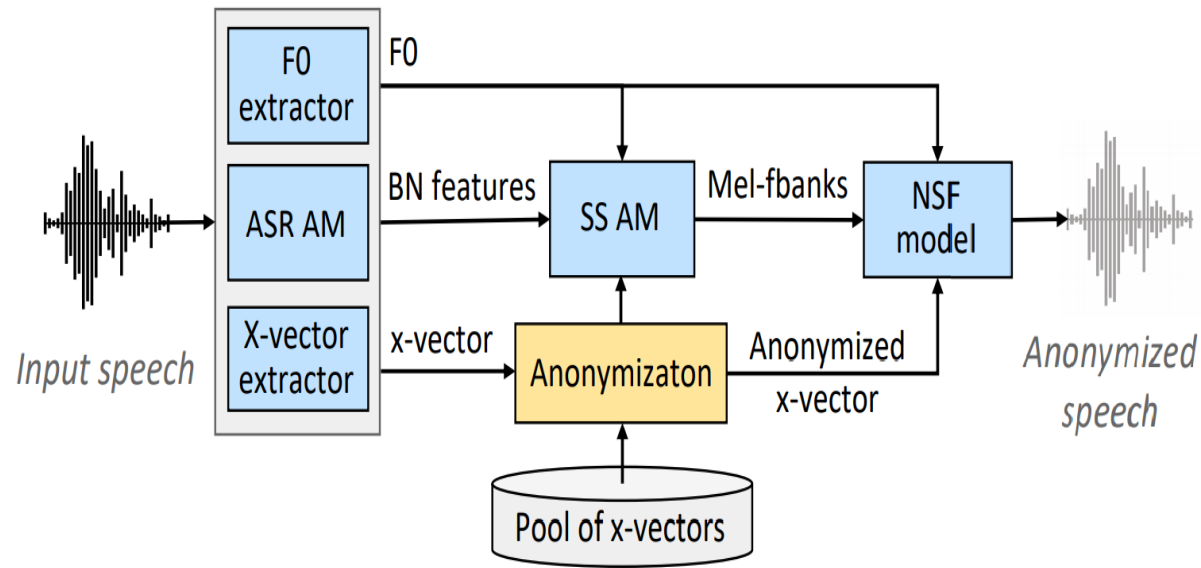 F0
extractor
F0
ASR AM
BN features
SS AM
Mel-fbanks
NSF
model
Input speech
X-vector
extractor
x-vector
Anonymizaton
Anonymized
x-vector
Anonymized
speech
Pool of x-vectors